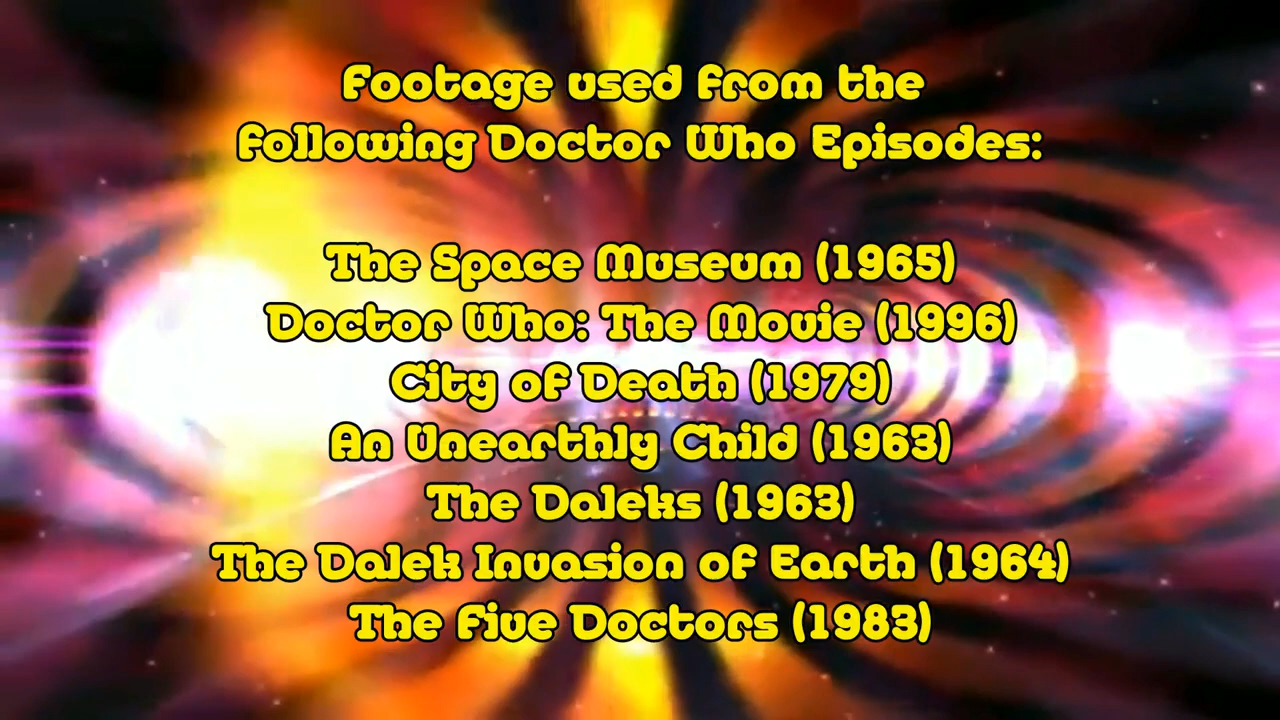 Footage used from the
following Doctor Who Episodes:
The Space Museum (1965)
Doctor Who: The Movie (1996)
City of Death (1979)
An Unearthly Child (1963)
The Daleks (1963)
The Dalek Invasion of Earth (1964)
The Five Doctors (1983)